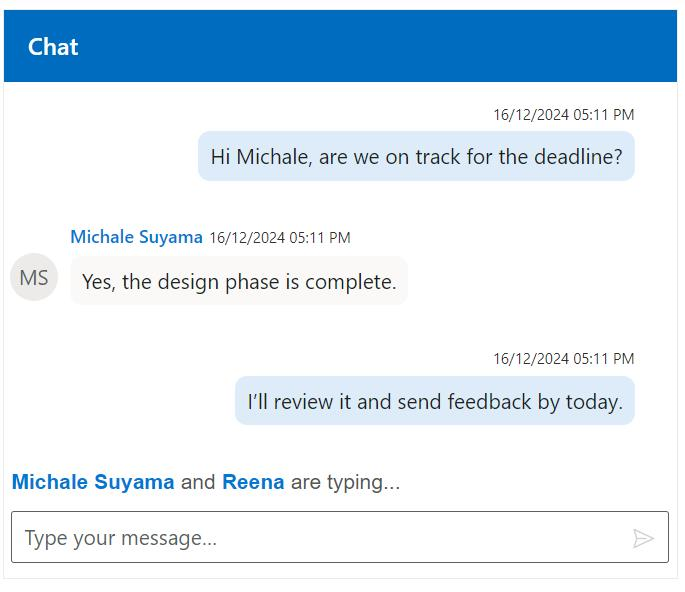 Chat
16/12/2024 05:11 PM
Hi Michale, are we on track for the deadline?
Michale Suyama 16/12/2024 05:11 PM
MS
Yes, the design phase is complete.
16/12/2024 05:11 PM
I’ll review it and send feedback by today.
Michale Suyama and Reena are typing...
Type your message...